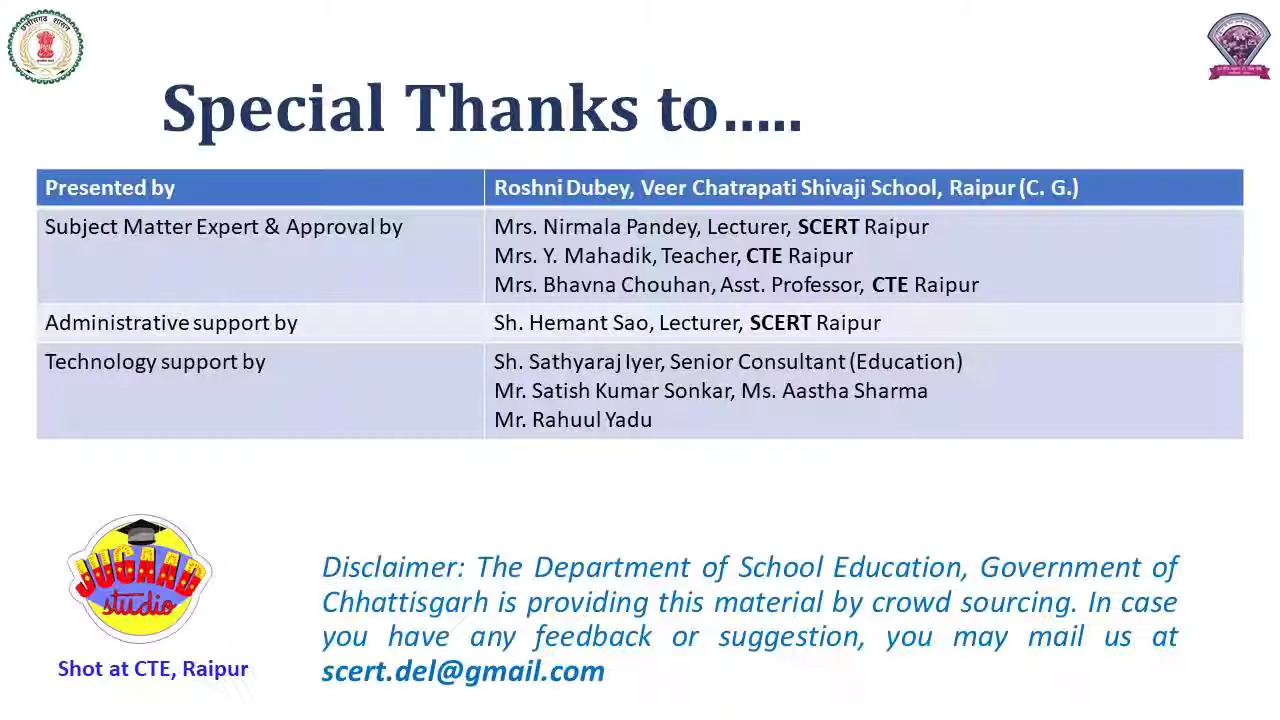 छत्तीसगढ़ शासन
Special Thanks to.....
Presented by
Roshni Dubey, Veer Chatrapati Shivaji School, Raipur (C. G.)
Subject Matter Expert & Approval by
Mrs. Nirmala Pandey, Lecturer, SCERT Raipur
Mrs. Y. Mahadik, Teacher, CTE Raipur
Mrs. Bhavna Chouhan, Asst. Professor, CTE Raipur
Administrative support by
Sh. Hemant Sao, Lecturer, SCERT Raipur
Technology support by
Sh. Sathyaraj Iyer, Senior Consultant (Education)
Mr. Satish Kumar Sonkar, Ms. Aastha Sharma
Mr. Rahuul Yadu
JUGAAD
studio
Shot at CTE, Raipur
Disclaimer: The Department of School Education, Government of
Chhattisgarh is providing this material by crowd sourcing. In case
you have any feedback or suggestion, you may mail us at
scert.del@gmail.com